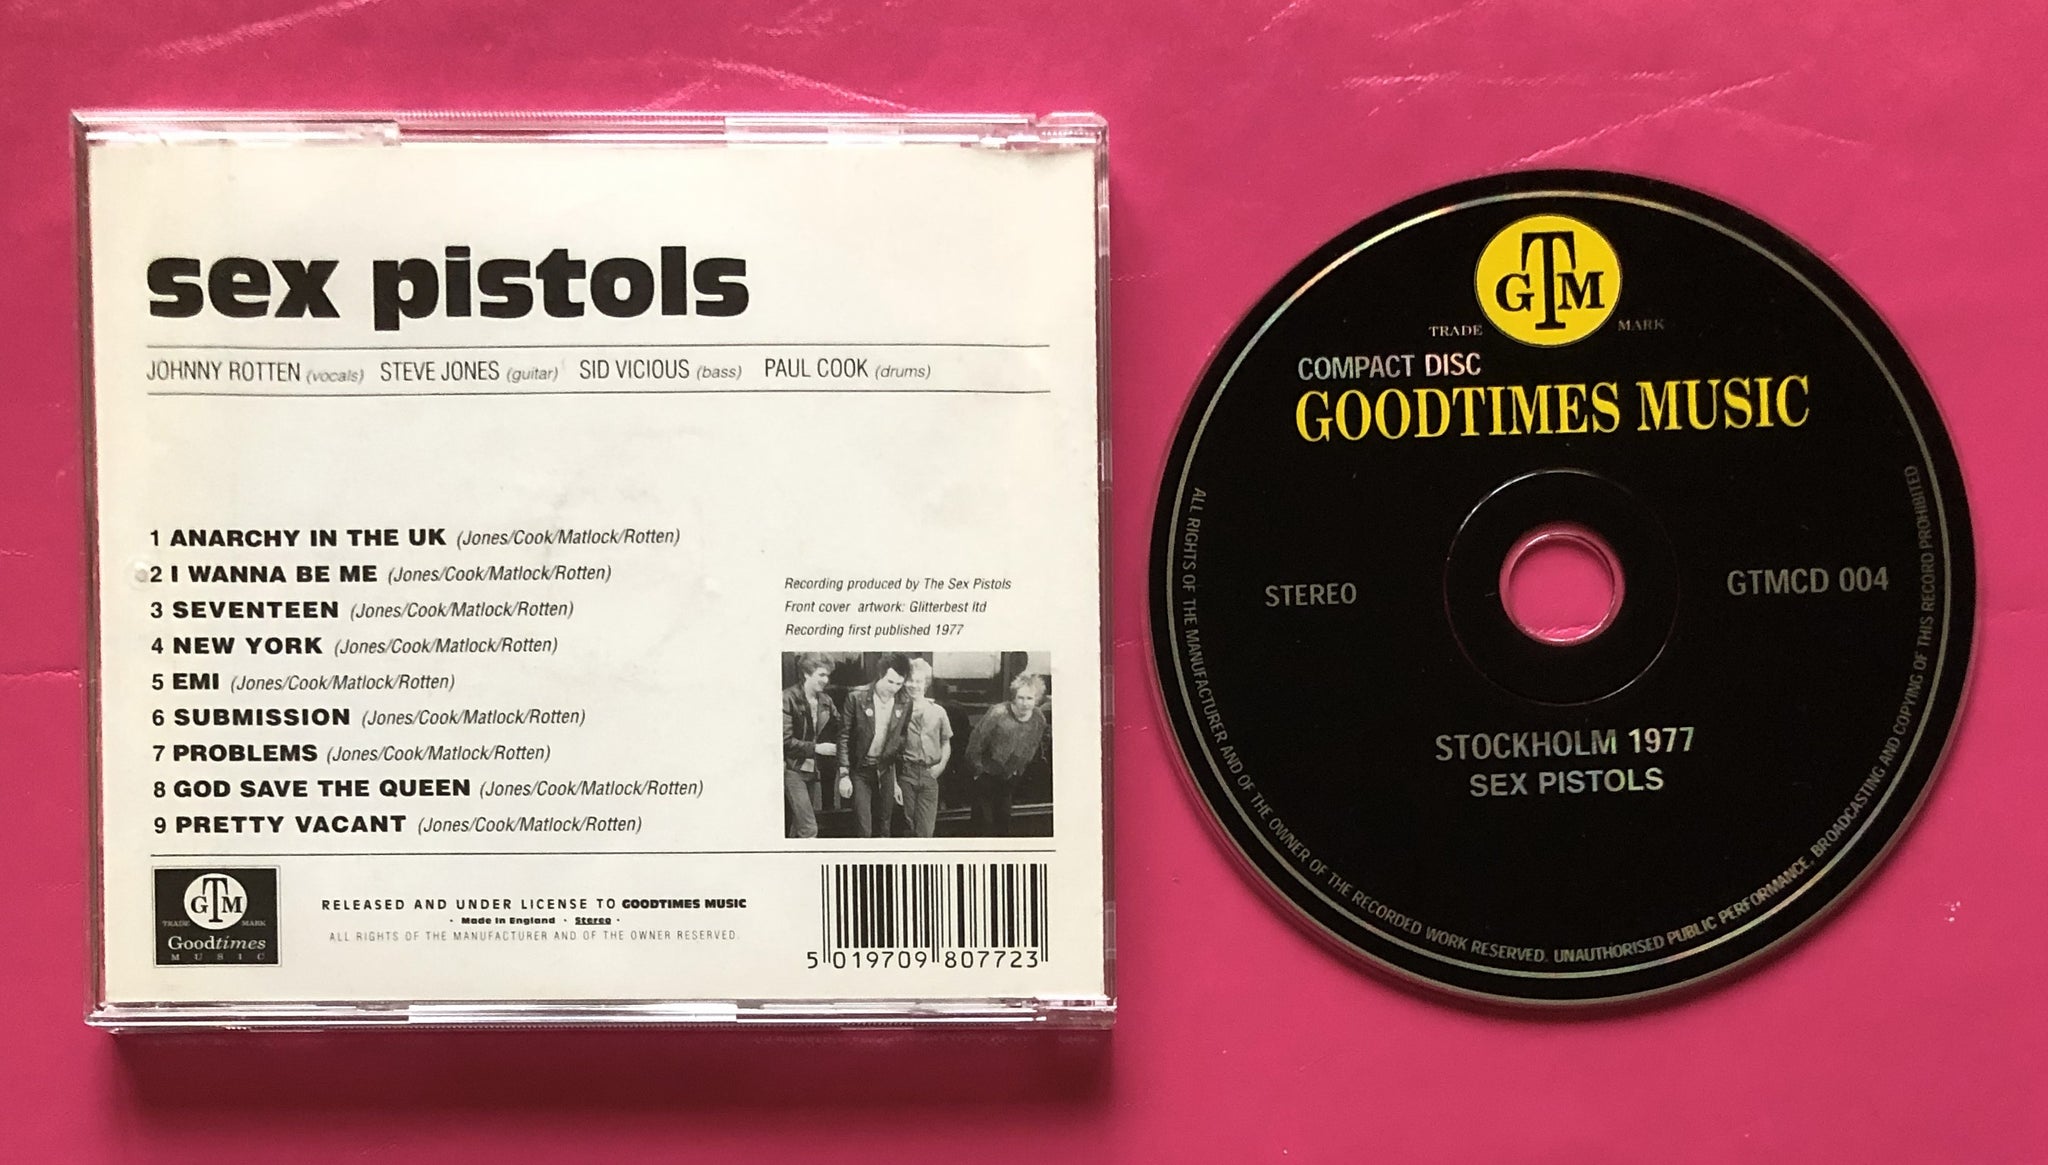 sex pistols
JOHNNY ROTTEN (vocals) STEVE JONES (guitar) SID VICIOUS (bass) PAUL COOK (drums)
1 ANARCHY IN THE UK (Jones/Cook/Matlock/Rotten)
2 I WANNA BE ME (Jones/Cook/Matlock/Rotten)
3 SEVENTEEN (Jones/Cook/Matlock/Rotten)
4 NEW YORK (Jones/Cook/Matlock/Rotten)
5 EMI (Jones/Cook/Matlock/Rotten)
6 SUBMISSION (Jones/Cook/Matlock/Rotten)
7 PROBLEMS (Jones/Cook/Matlock/Rotten)
8 GOD SAVE THE QUEEN (Jones/Cook/Matlock/Rotten)
9 PRETTY VACANT (Jones/Cook/Matlock/Rotten)
Recording produced by The Sex Pistols
Front cover artwork: Glitterbest ltd
Recording first published 1977
GTM
TRADE MARK
Goodtimes
MUSIC
RELEASED AND UNDER LICENSE TO GOODTIMES MUSIC
· Made in England · Stereo ·
ALL RIGHTS OF THE MANUFACTURER AND OF THE OWNER RESERVED.
5 019709 807723
GTM
TRADE MARK
COMPACT DISC
GOODTIMES MUSIC
STEREO
GTMCD 004
STOCKHOLM 1977
SEX PISTOLS
ALL RIGHTS OF THE MANUFACTURER AND OF THE OWNER OF THE RECORDED WORK RESERVED. UNAUTHORISED PUBLIC PERFORMANCE, BROADCASTING AND COPYING OF THIS RECORD PROHIBITED